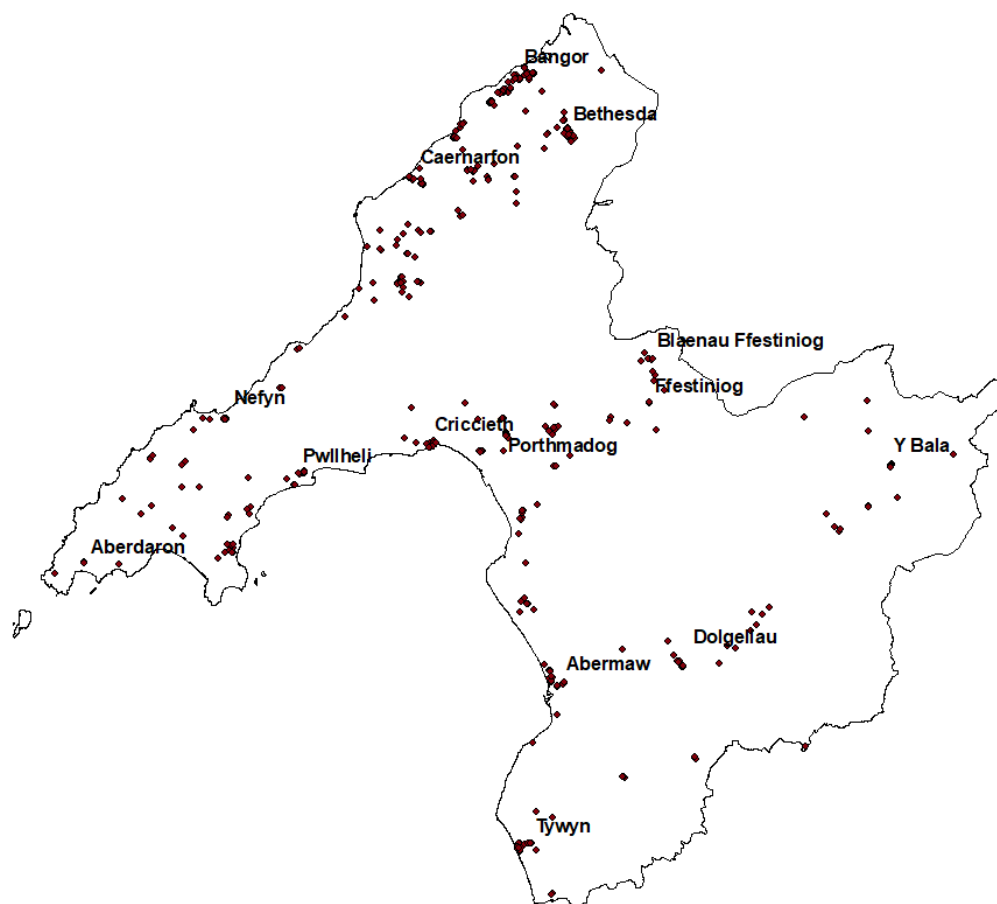 Bangor
Bethesda
Caernarfon
Blaenau Ffestiniog
Ffestiniog
Nefyn
Criccieth
Porthmadog
Y Bala
Pwllheli
Aberdaron
Dolgellau
Abermaw
Tywyn